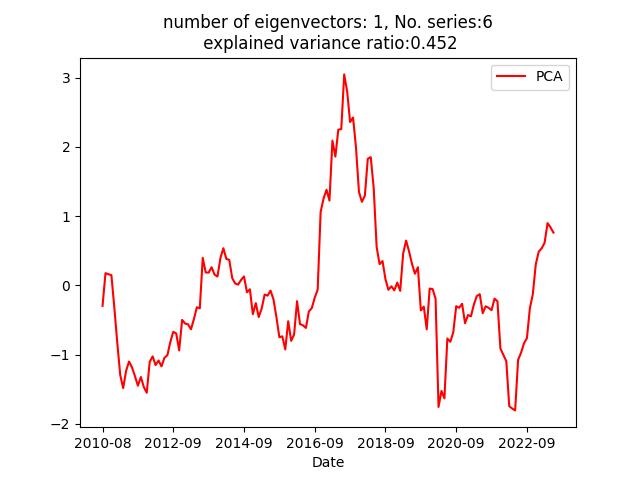 number of eigenvectors: 1, No. series:6
explained variance ratio:0.452
PCA
3
2
1
0
−1
−2
2010-08 2012-09 2014-09 2016-09 2018-09 2020-09 2022-09
Date